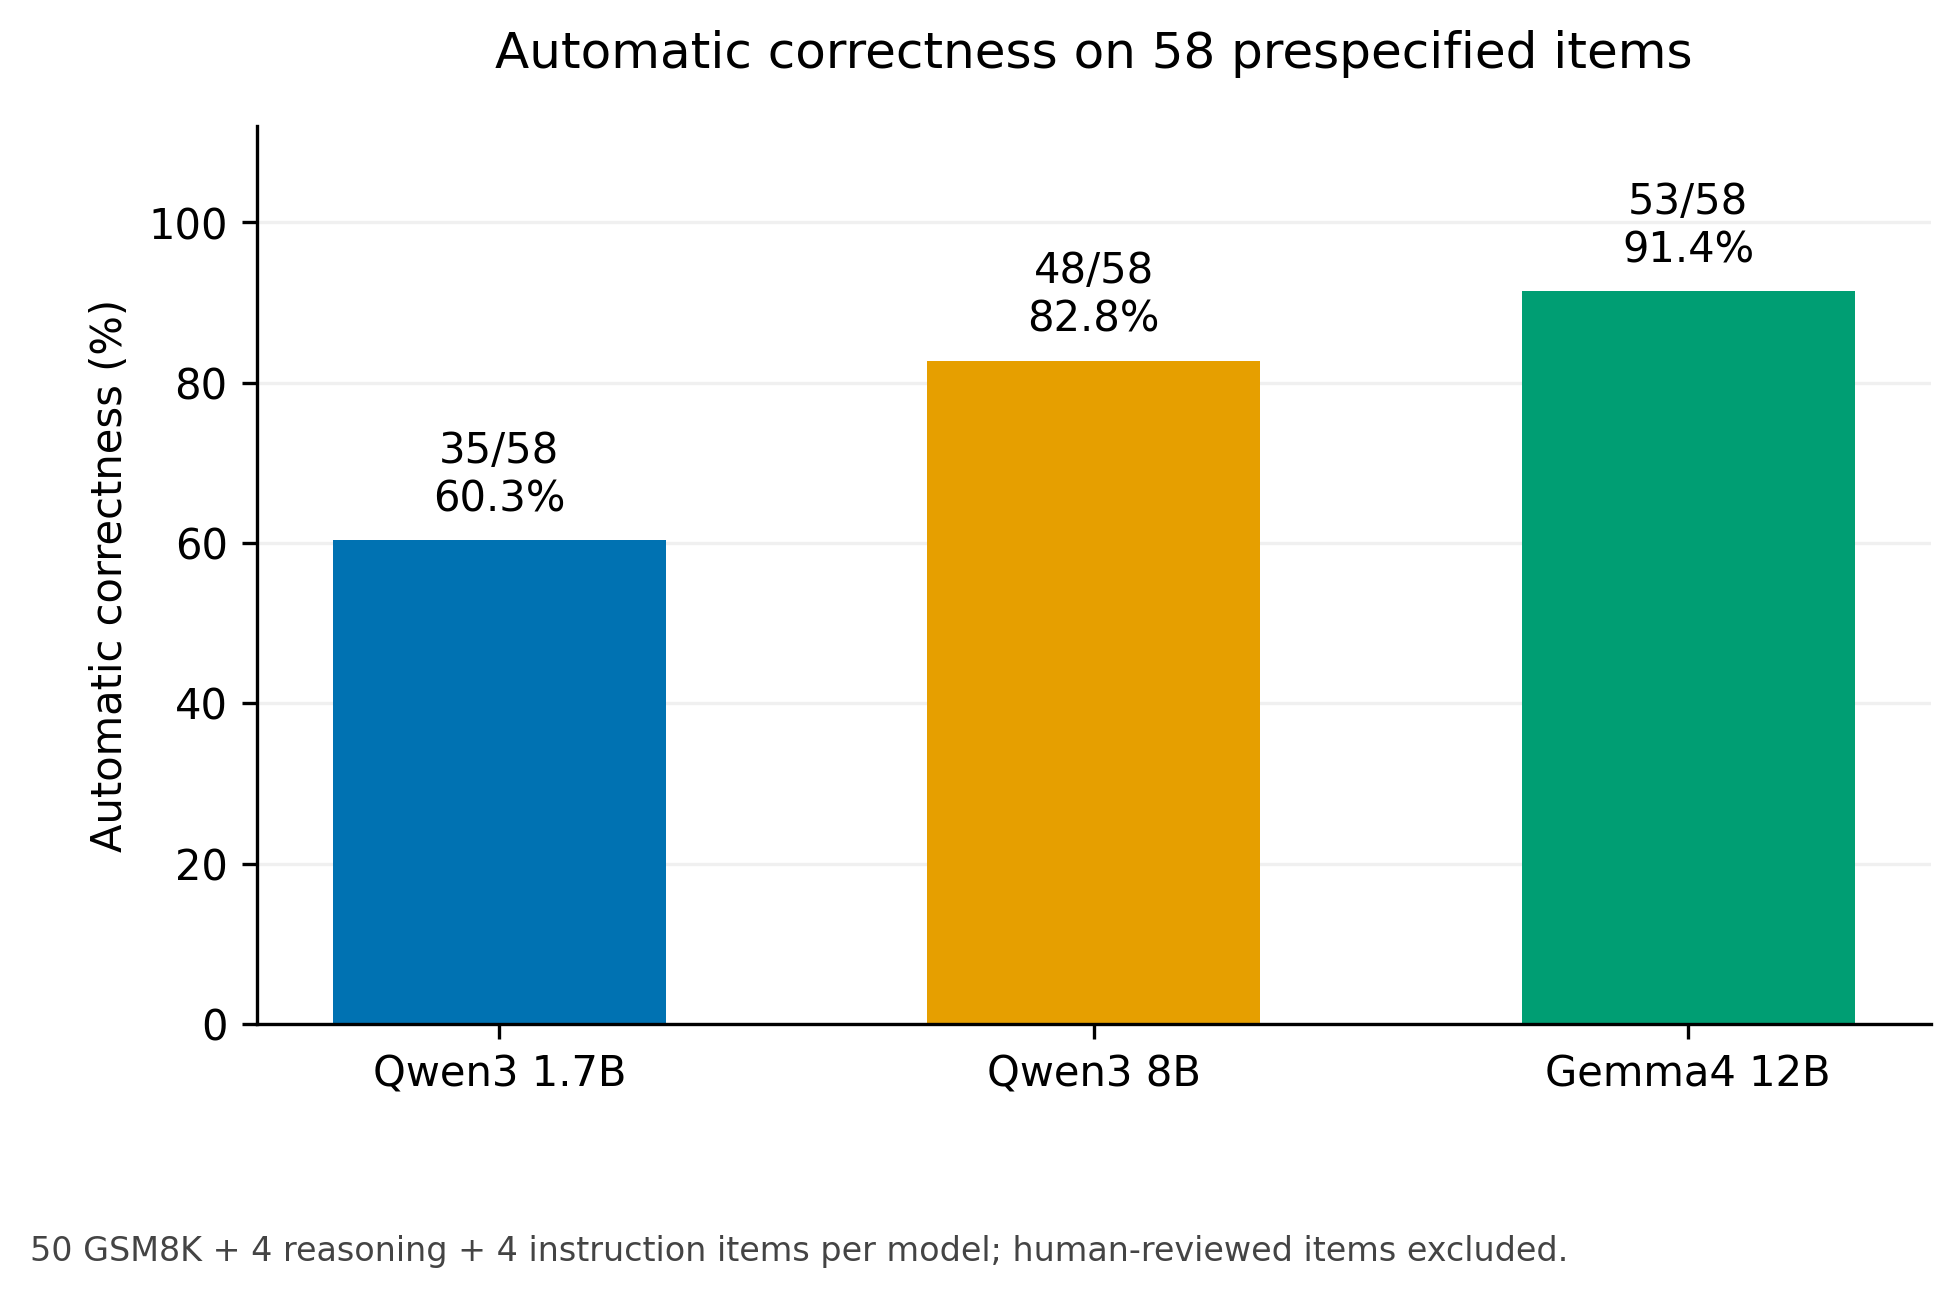 Automatic correctness on 58 prespecified items
Automatic correctness (%)
100
80
60
40
20
0
35/58
60.3%
48/58
82.8%
53/58
91.4%
Qwen3 1.7B
Qwen3 8B
Gemma4 12B
50 GSM8K + 4 reasoning + 4 instruction items per model; human-reviewed items excluded.